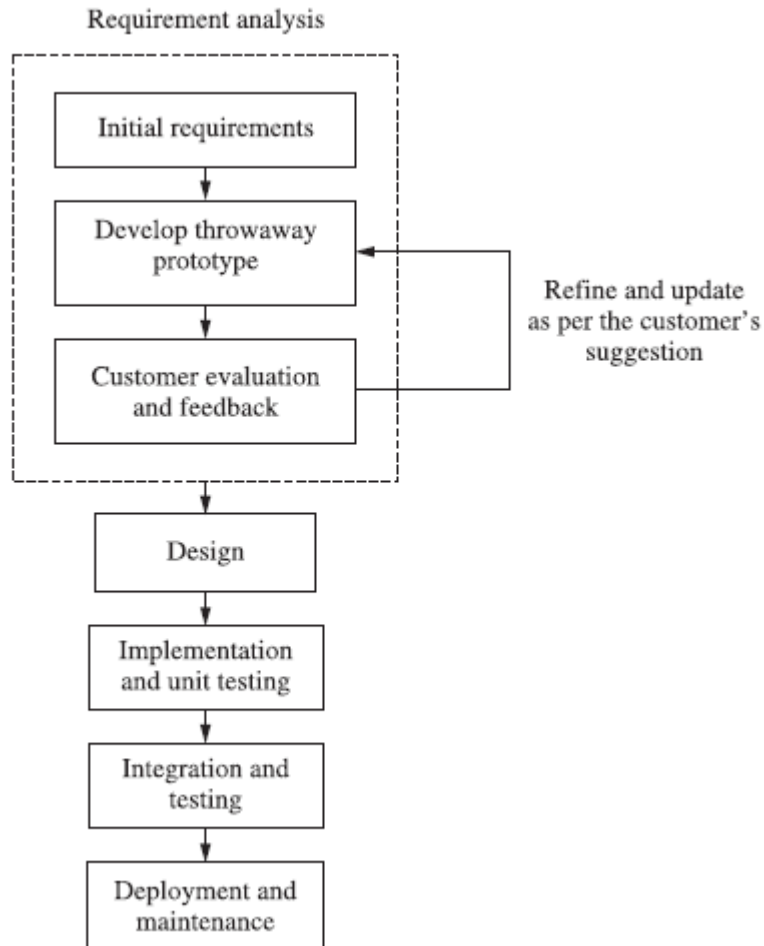 Requirement analysis
Initial requirements
Develop throwaway
prototype
Refine and update
as per the customer’s
suggestion
Customer evaluation
and feedback
Design
Implementation
and unit testing
Integration and
testing
Deployment and
maintenance